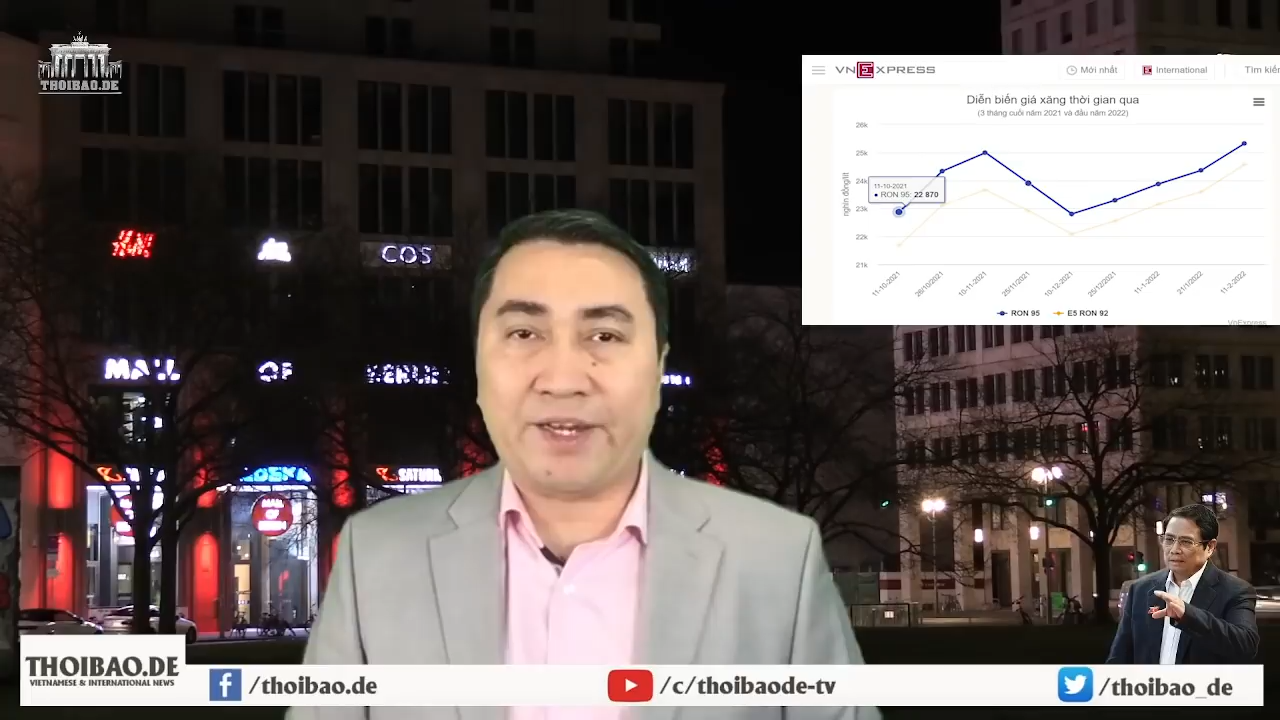 THOIBAO.DE
VNEXPRESS
Mới nhất
International
Tìm kiếm
Diễn biến giá xăng thời gian qua
(3 tháng cuối năm 2021 và đầu năm 2022)
nghìn đồng/lít
26k
25k
24k
23k
22k
21k
11-10-2021
RON 95: 22 870
11-10-2021
26/10/2021
10-11-2021
25/11/2021
10-12-2021
25/12/2021
11-1-2022
21/1/2022
11-2-2022
RON 95
E5 RON 92
VnExpress
H&M
COS
MALL OF BERLIN
EDEKA
SATURN
MALL OF BERLIN
THOIBAO.DE
VIETNAMESE & INTERNATIONAL NEWS
/thoibao.de
/c/thoibaode-tv
/thoibao_de